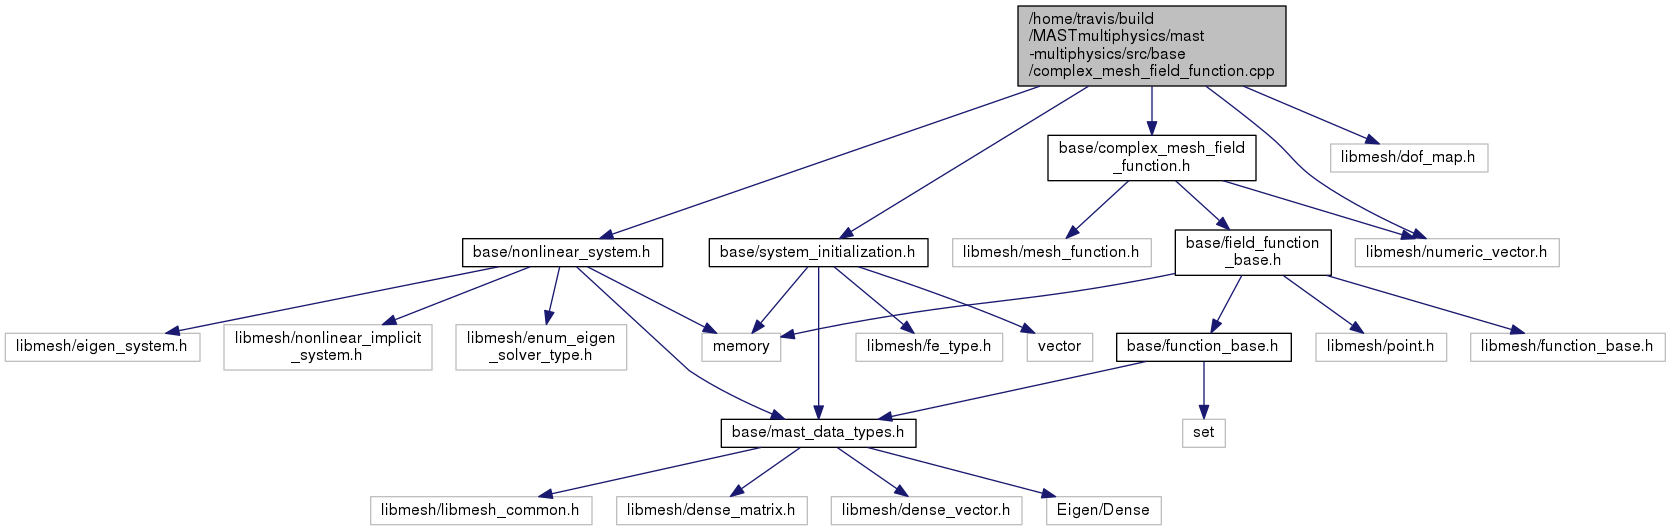 /home/travis/build
/MASTmultiphysics/mast
-multiphysics/src/base
/complex_mesh_field_function.cpp
base/complex_mesh_field
_function.h
libmesh/dof_map.h
base/nonlinear_system.h
base/system_initialization.h
libmesh/mesh_function.h
base/field_function
_base.h
libmesh/numeric_vector.h
libmesh/eigen_system.h
libmesh/nonlinear_implicit
_system.h
libmesh/enum_eigen
_solver_type.h
memory
libmesh/fe_type.h
vector
base/function_base.h
libmesh/point.h
libmesh/function_base.h
base/mast_data_types.h
set
libmesh/libmesh_common.h
libmesh/dense_matrix.h
libmesh/dense_vector.h
Eigen/Dense